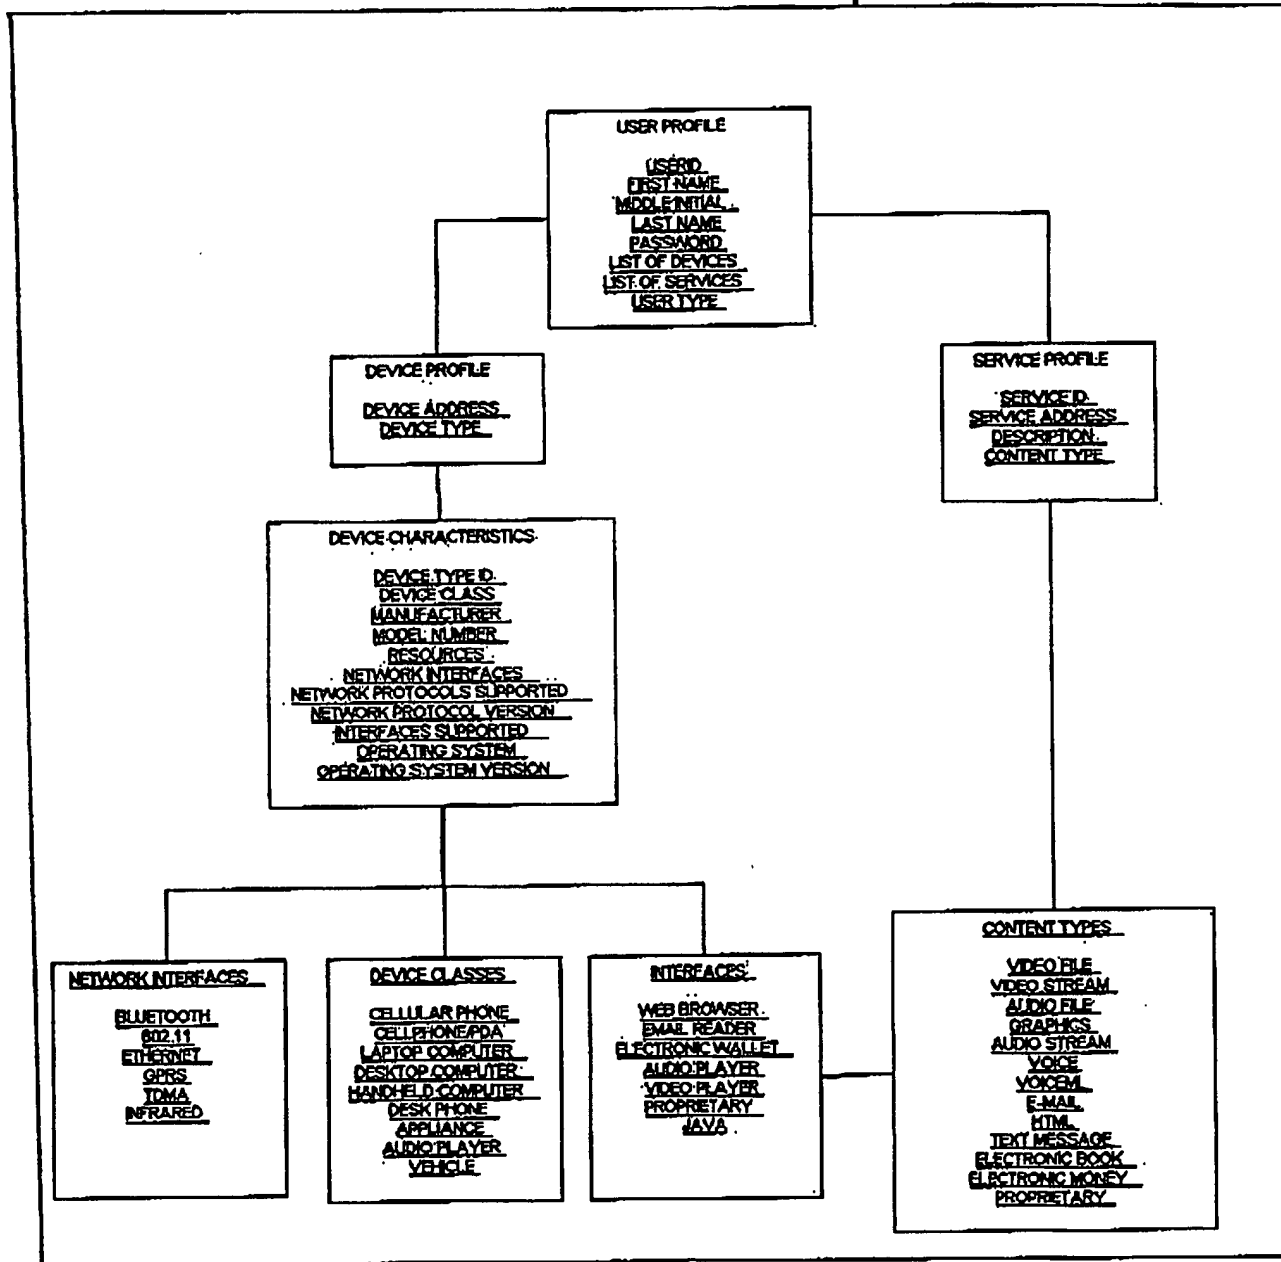 USER PROFILE
USERID
FIRST NAME
MIDDLE INITIAL
LAST NAME
PASSWORD
LIST OF DEVICES
LIST OF SERVICES
USER TYPE
DEVICE PROFILE
DEVICE ADDRESS
DEVICE TYPE
SERVICE PROFILE
SERVICE ID
SERVICE ADDRESS
DESCRIPTION
CONTENT TYPE
DEVICE CHARACTERISTICS
DEVICE TYPE ID
DEVICE CLASS
MANUFACTURER
MODEL NUMBER
RESOURCES
NETWORK INTERFACES
NETWORK PROTOCOLS SUPPORTED
NETWORK PROTOCOL VERSION
INTERFACES SUPPORTED
OPERATING SYSTEM
OPERATING SYSTEM VERSION
NETWORK INTERFACES
BLUETOOTH
802.11
ETHERNET
GPRS
TDMA
INFRARED
DEVICE CLASSES
CELLULAR PHONE
CELLPHONE/PDA
LAPTOP COMPUTER
DESKTOP COMPUTER
HANDHELD COMPUTER
DESK PHONE
APPLIANCE
AUDIO PLAYER
VEHICLE
INTERFACES
WEB BROWSER
EMAIL READER
ELECTRONIC WALLET
AUDIO PLAYER
VIDEO PLAYER
PROPRIETARY
JAVA
CONTENT TYPES
VIDEO FILE
VIDEO STREAM
AUDIO FILE
GRAPHICS
AUDIO STREAM
VOICE
VOICEML
E-MAIL
HTML
TEXT MESSAGE
ELECTRONIC BOOK
ELECTRONIC MONEY
PROPRIETARY